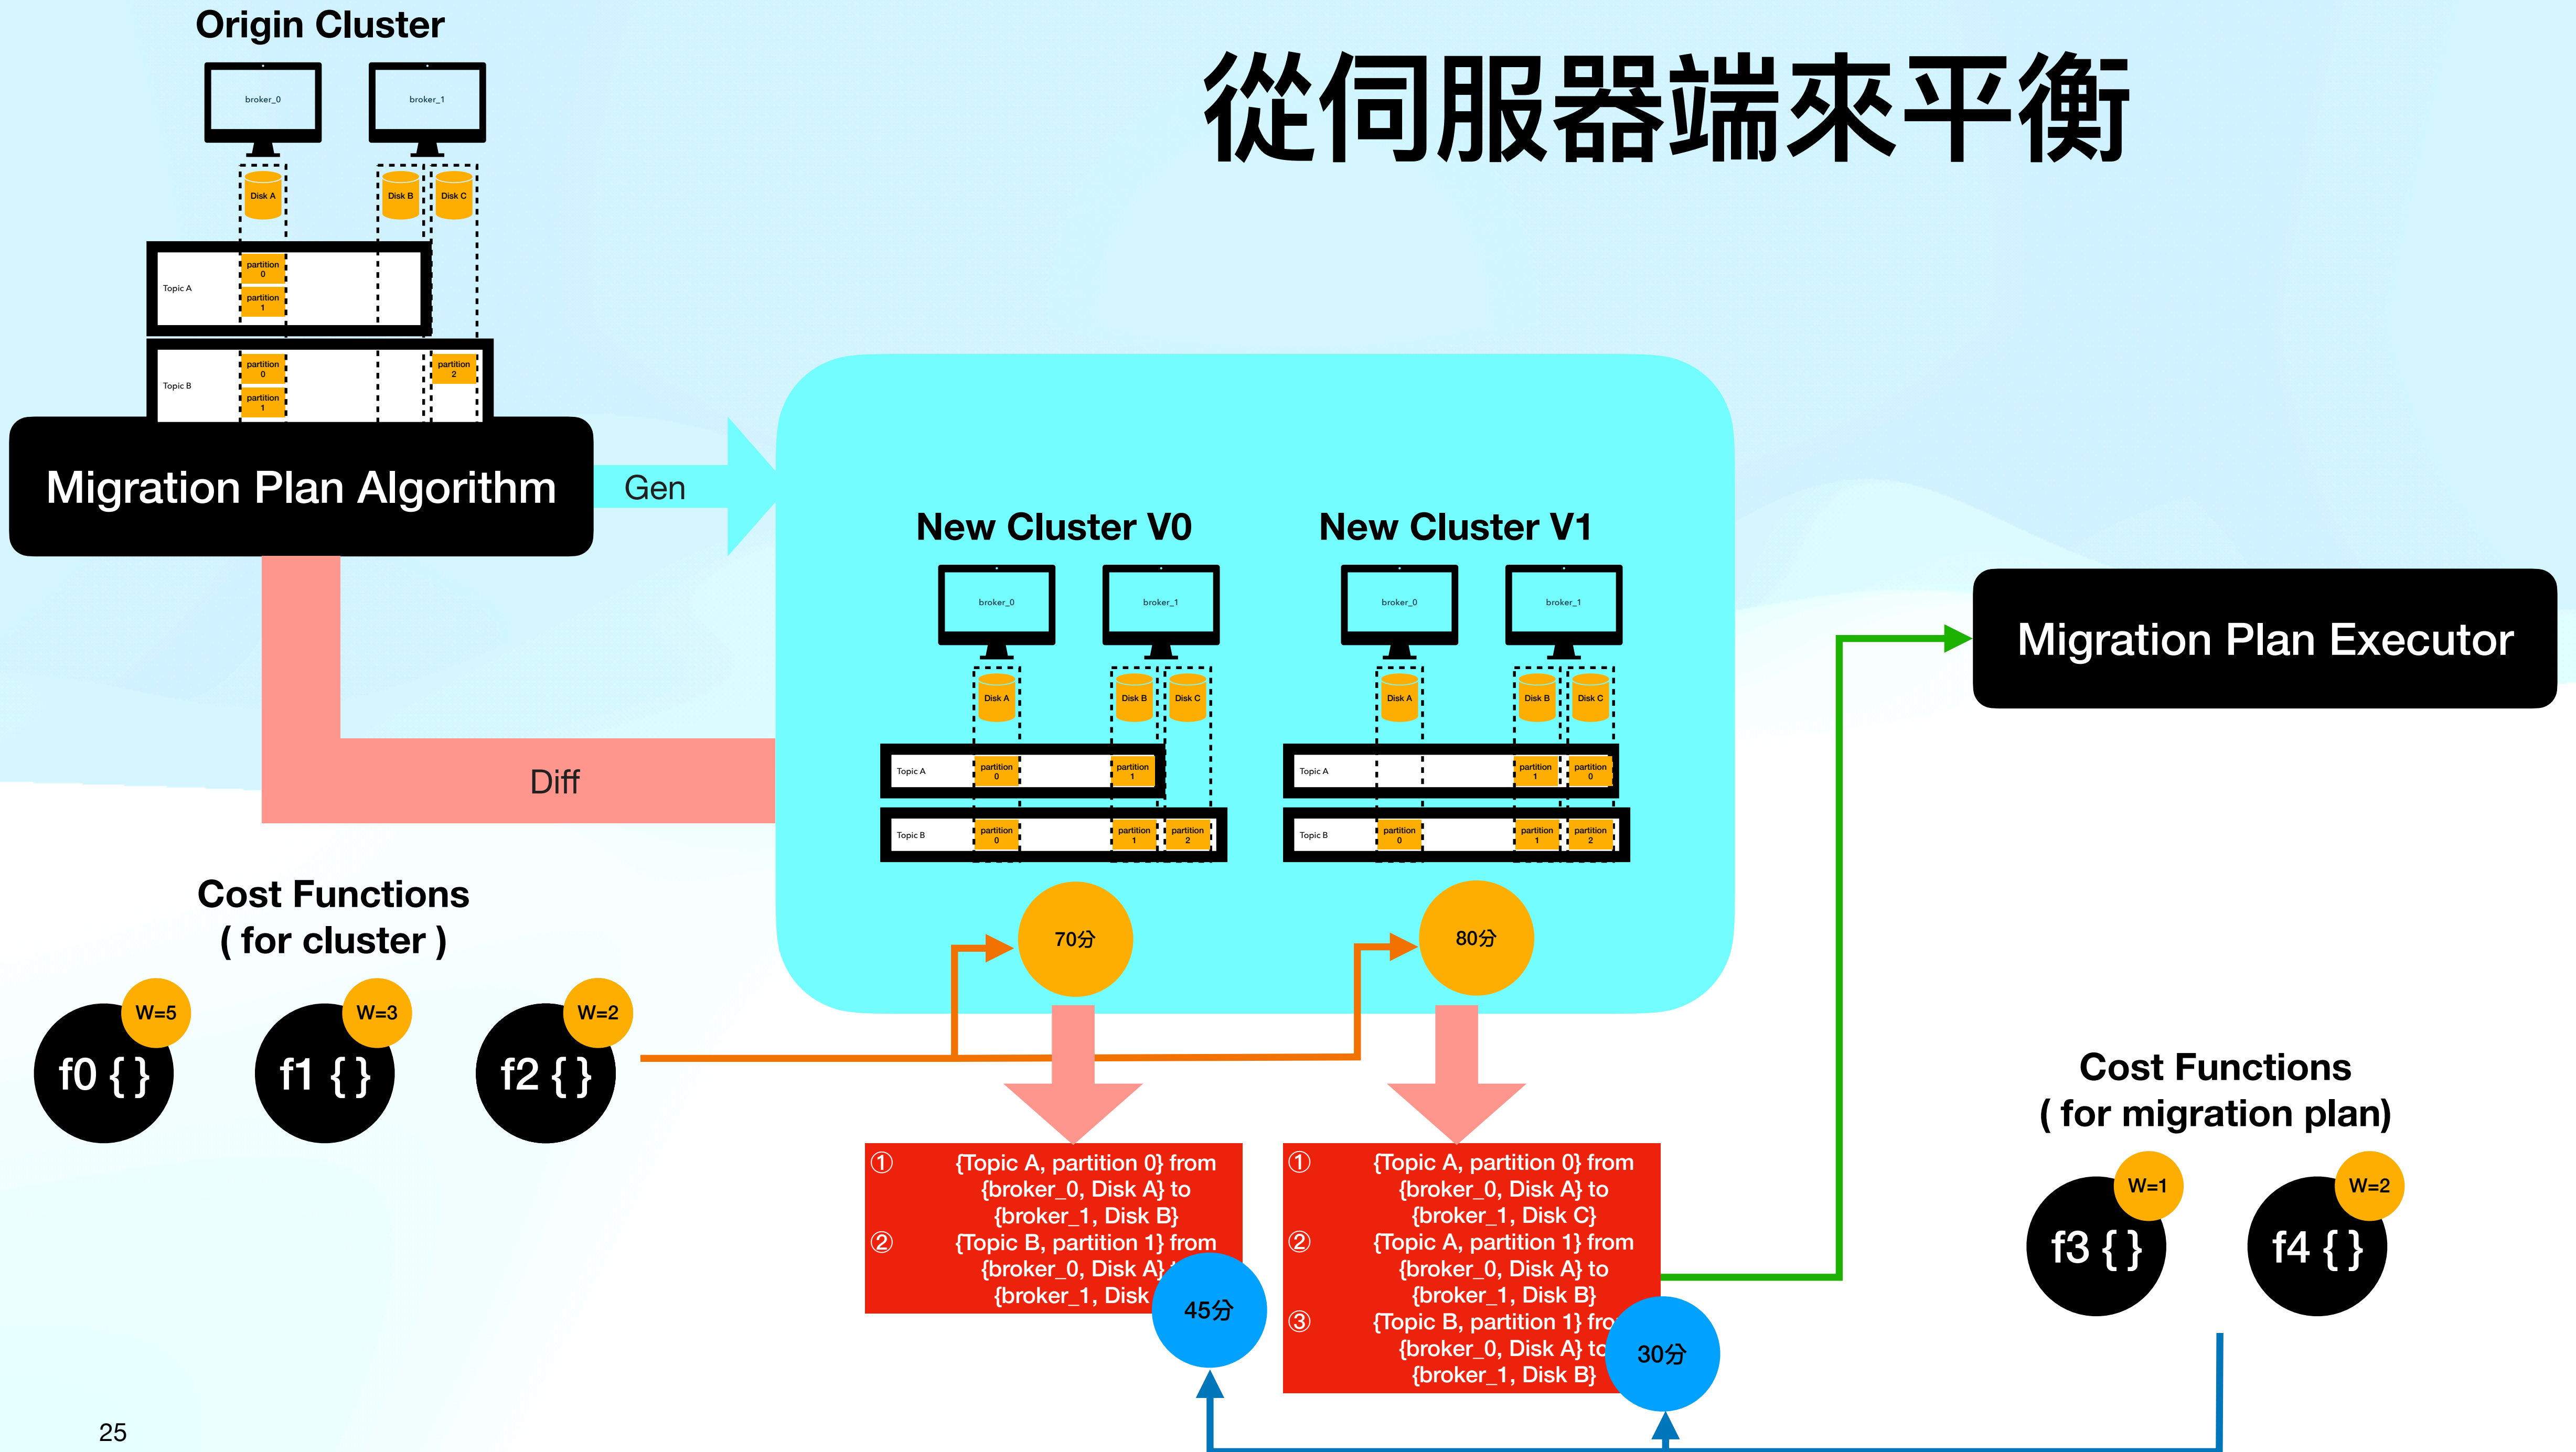 Origin Cluster
從伺服器端來平衡
broker_0
broker_1
Disk A
Disk B
Disk C
Topic A
partition
0
partition
1
Topic B
partition
0
partition
1
partition
2
Migration Plan Algorithm
Gen
Diff
New Cluster V0
broker_0
broker_1
Disk A
Disk B
Disk C
Topic A
partition
0
partition
1
Topic B
partition
0
partition
1
partition
2
70分
New Cluster V1
broker_0
broker_1
Disk A
Disk B
Disk C
Topic A
partition
1
partition
0
Topic B
partition
0
partition
1
partition
2
80分
Migration Plan Executor
Cost Functions
( for cluster )
W=5
f0 { }
W=3
f1 { }
W=2
f2 { }
① {Topic A, partition 0} from
{broker_0, Disk A} to
{broker_1, Disk B}
② {Topic B, partition 1} from
{broker_0, Disk A}
{broker_1, Disk
45分
① {Topic A, partition 0} from
{broker_0, Disk A} to
{broker_1, Disk C}
② {Topic A, partition 1} from
{broker_0, Disk A} to
{broker_1, Disk B}
③ {Topic B, partition 1}
{broker_0, Disk A} to
{broker_1, Disk B}
30分
Cost Functions
( for migration plan)
W=1
f3 { }
W=2
f4 { }
25